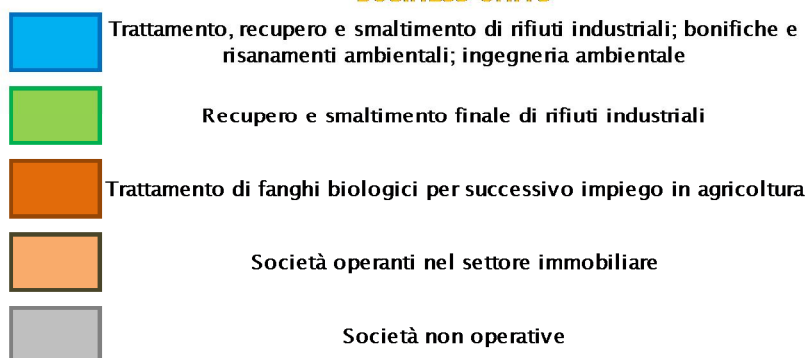 Trattamento, recupero e smaltimento di rifiuti industriali; bonifiche e
risanamenti ambientali; ingegneria ambientale
Recupero e smaltimento finale di rifiuti industriali
Trattamento di fanghi biologici per successivo impiego in agricoltura
Società operanti nel settore immobiliare
Società non operative